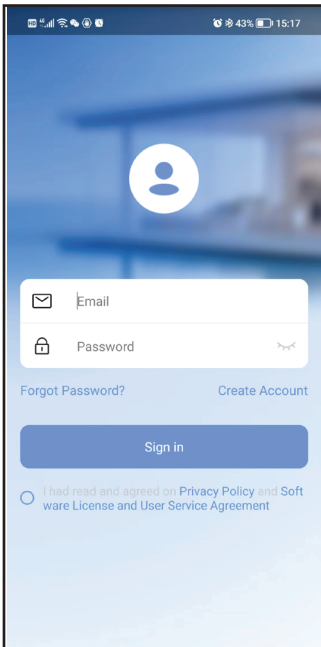 43% 15:17
Email
Password
Forgot Password? Create Account
Sign in
I had read and agreed on Privacy Policy and Soft
ware License and User Service Agreement